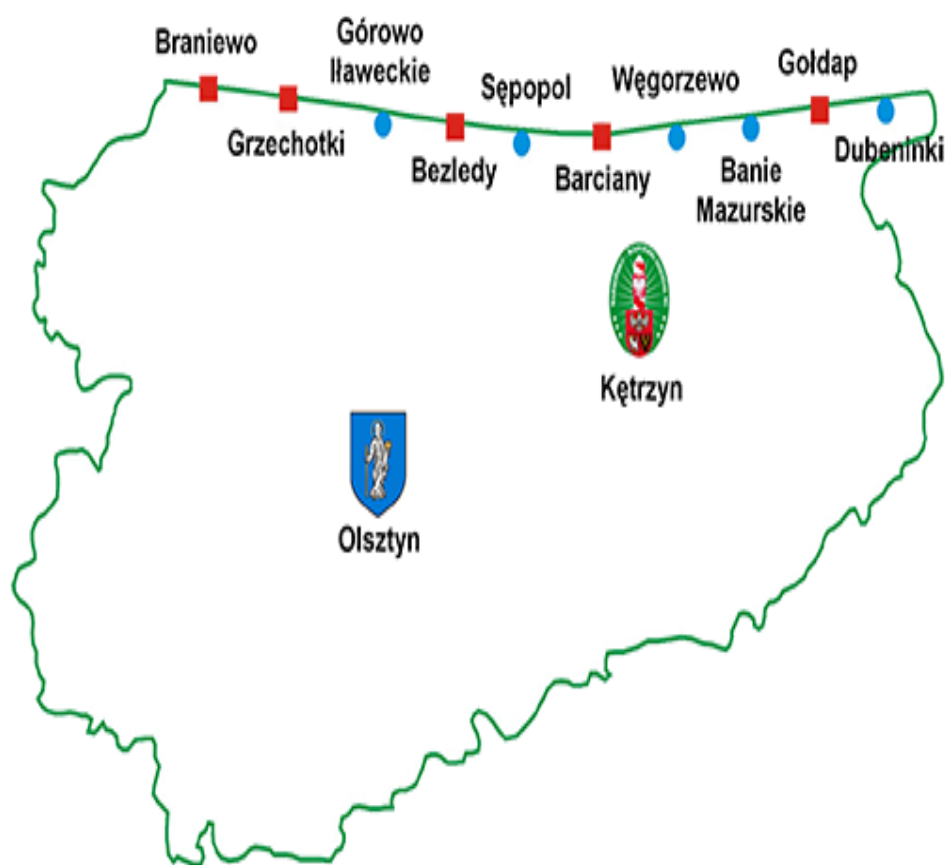 Braniewo
Górowo
Iławeckie
Sępopol
Węgorzewo
Gołdap
Grzechotki
Bezledy
Barciany
Banie
Mazurskie
Dubeninki
Kętrzyn
Olsztyn